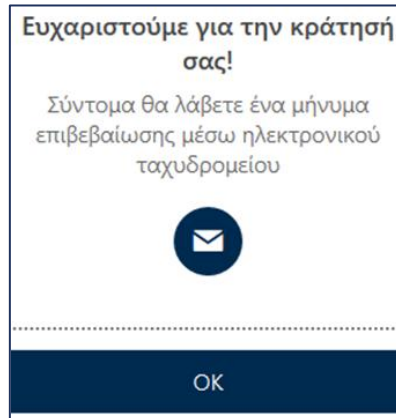 Ευχαριστούμε για την κράτησή
σας!
Σύντομα θα λάβετε ένα μήνυμα
επιβεβαίωσης μέσω ηλεκτρονικού
ταχυδρομείου
OK